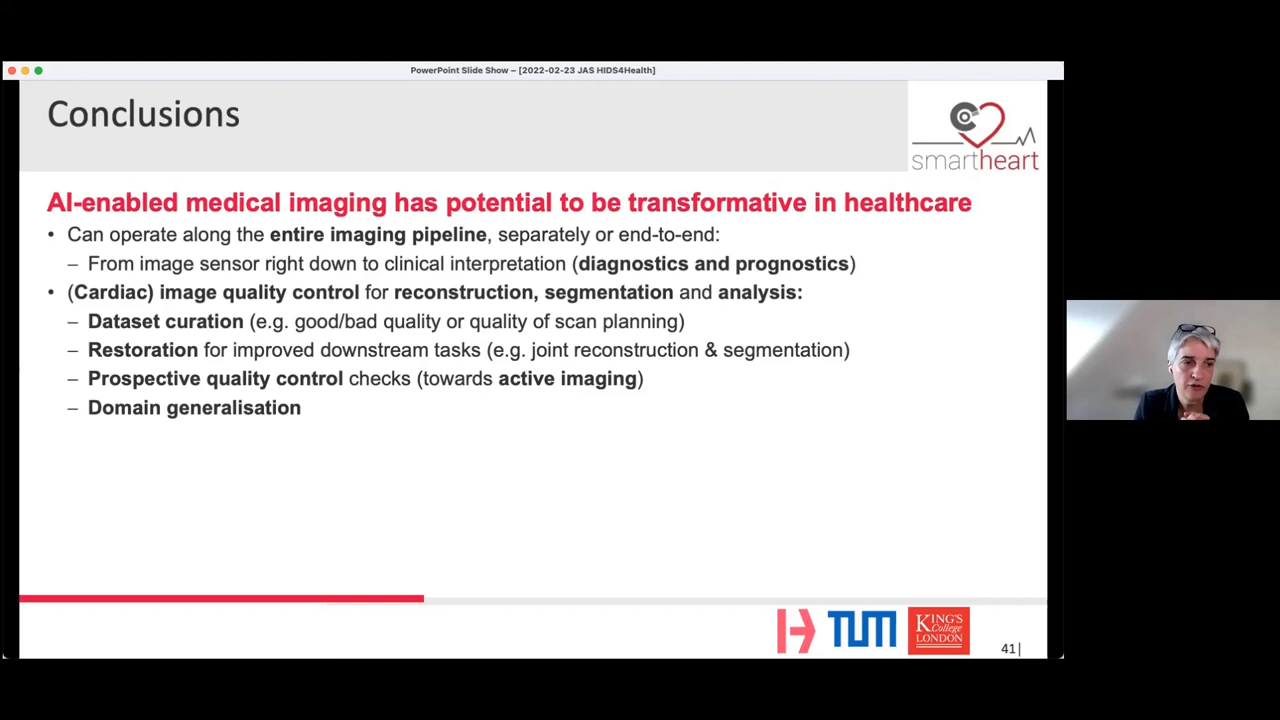 PowerPoint Slide Show – [2022-02-23 JAS HIDS4Health]
Conclusions
smartheart
AI-enabled medical imaging has potential to be transformative in healthcare
• Can operate along the entire imaging pipeline, separately or end-to-end:
– From image sensor right down to clinical interpretation (diagnostics and prognostics)
• (Cardiac) image quality control for reconstruction, segmentation and analysis:
– Dataset curation (e.g. good/bad quality or quality of scan planning)
– Restoration for improved downstream tasks (e.g. joint reconstruction & segmentation)
– Prospective quality control checks (towards active imaging)
– Domain generalisation
TUM
KING'S
College
LONDON
41|